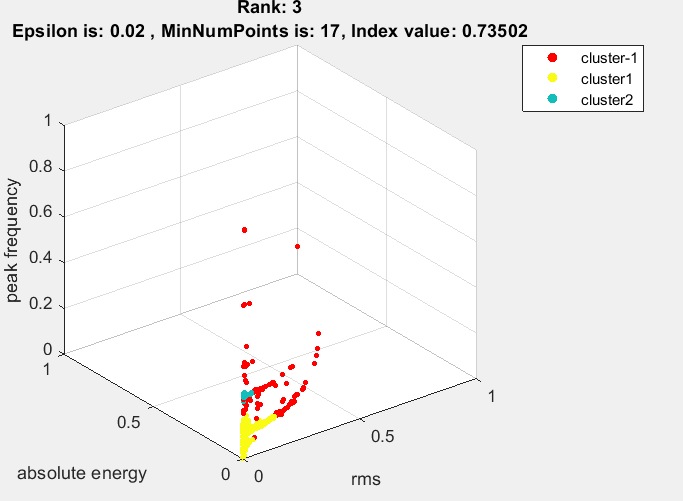 Rank: 3
Epsilon is: 0.02 , MinNumPoints is: 17, Index value: 0.73502
cluster-1
cluster1
cluster2
1
0.8
0.6
0.4
0.2
0
peak frequency
1
0.5
0
absolute energy
0
0.5
1
rms